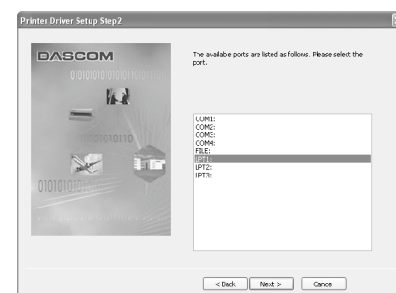 Printer Driver Setup Step2
DASCOM
The available ports are listed as follows. Please select the
port.
COM1:
COM2:
COM3:
COM4:
FILE:
LPT1:
LPT2:
LPT3:
< Back
Next >
Cancel